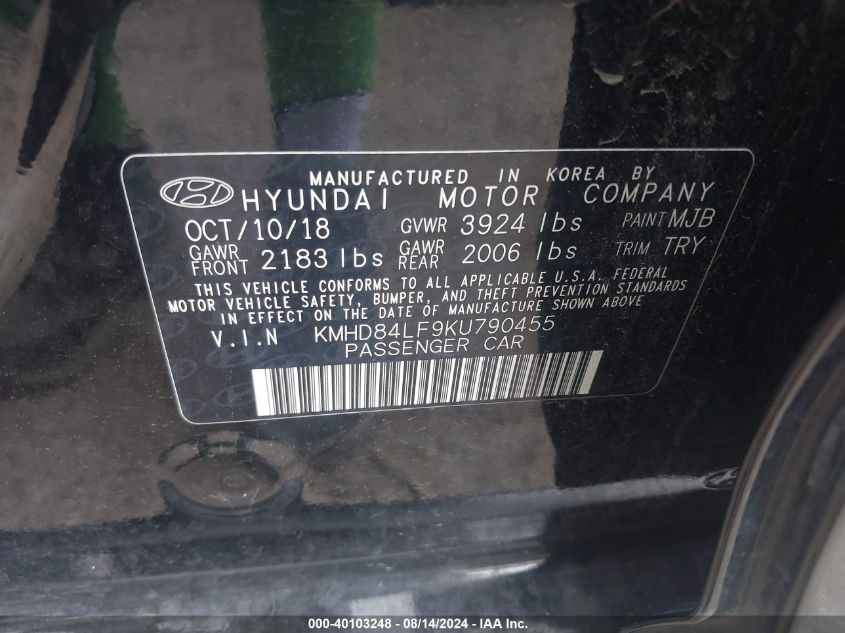 MANUFACTURED IN KOREA BY
HYUNDAI MOTOR COMPANY
OCT/10/18 GVWR 3924 lbs PAINT MJB
GAWR FRONT 2183 lbs GAWR REAR 2006 lbs TRIM TRY
THIS VEHICLE CONFORMS TO ALL APPLICABLE U.S.A. FEDERAL
MOTOR VEHICLE SAFETY, BUMPER, AND THEFT PREVENTION STANDARDS
IN EFFECT ON THE DATE OF MANUFACTURE SHOWN ABOVE
V.I.N KMHD84LF9KU790455
PASSENGER CAR
000-40103248 - 08/14/2024 - IAA Inc.